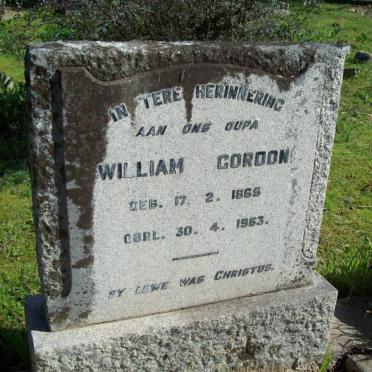 IN TERE HERINNERING
AAN ONS OUPA
WILLIAM GORDON
GEB. 17. 2. 1865
OORL. 30. 4. 1963.
SY LEWE WAS CHRISTUS.